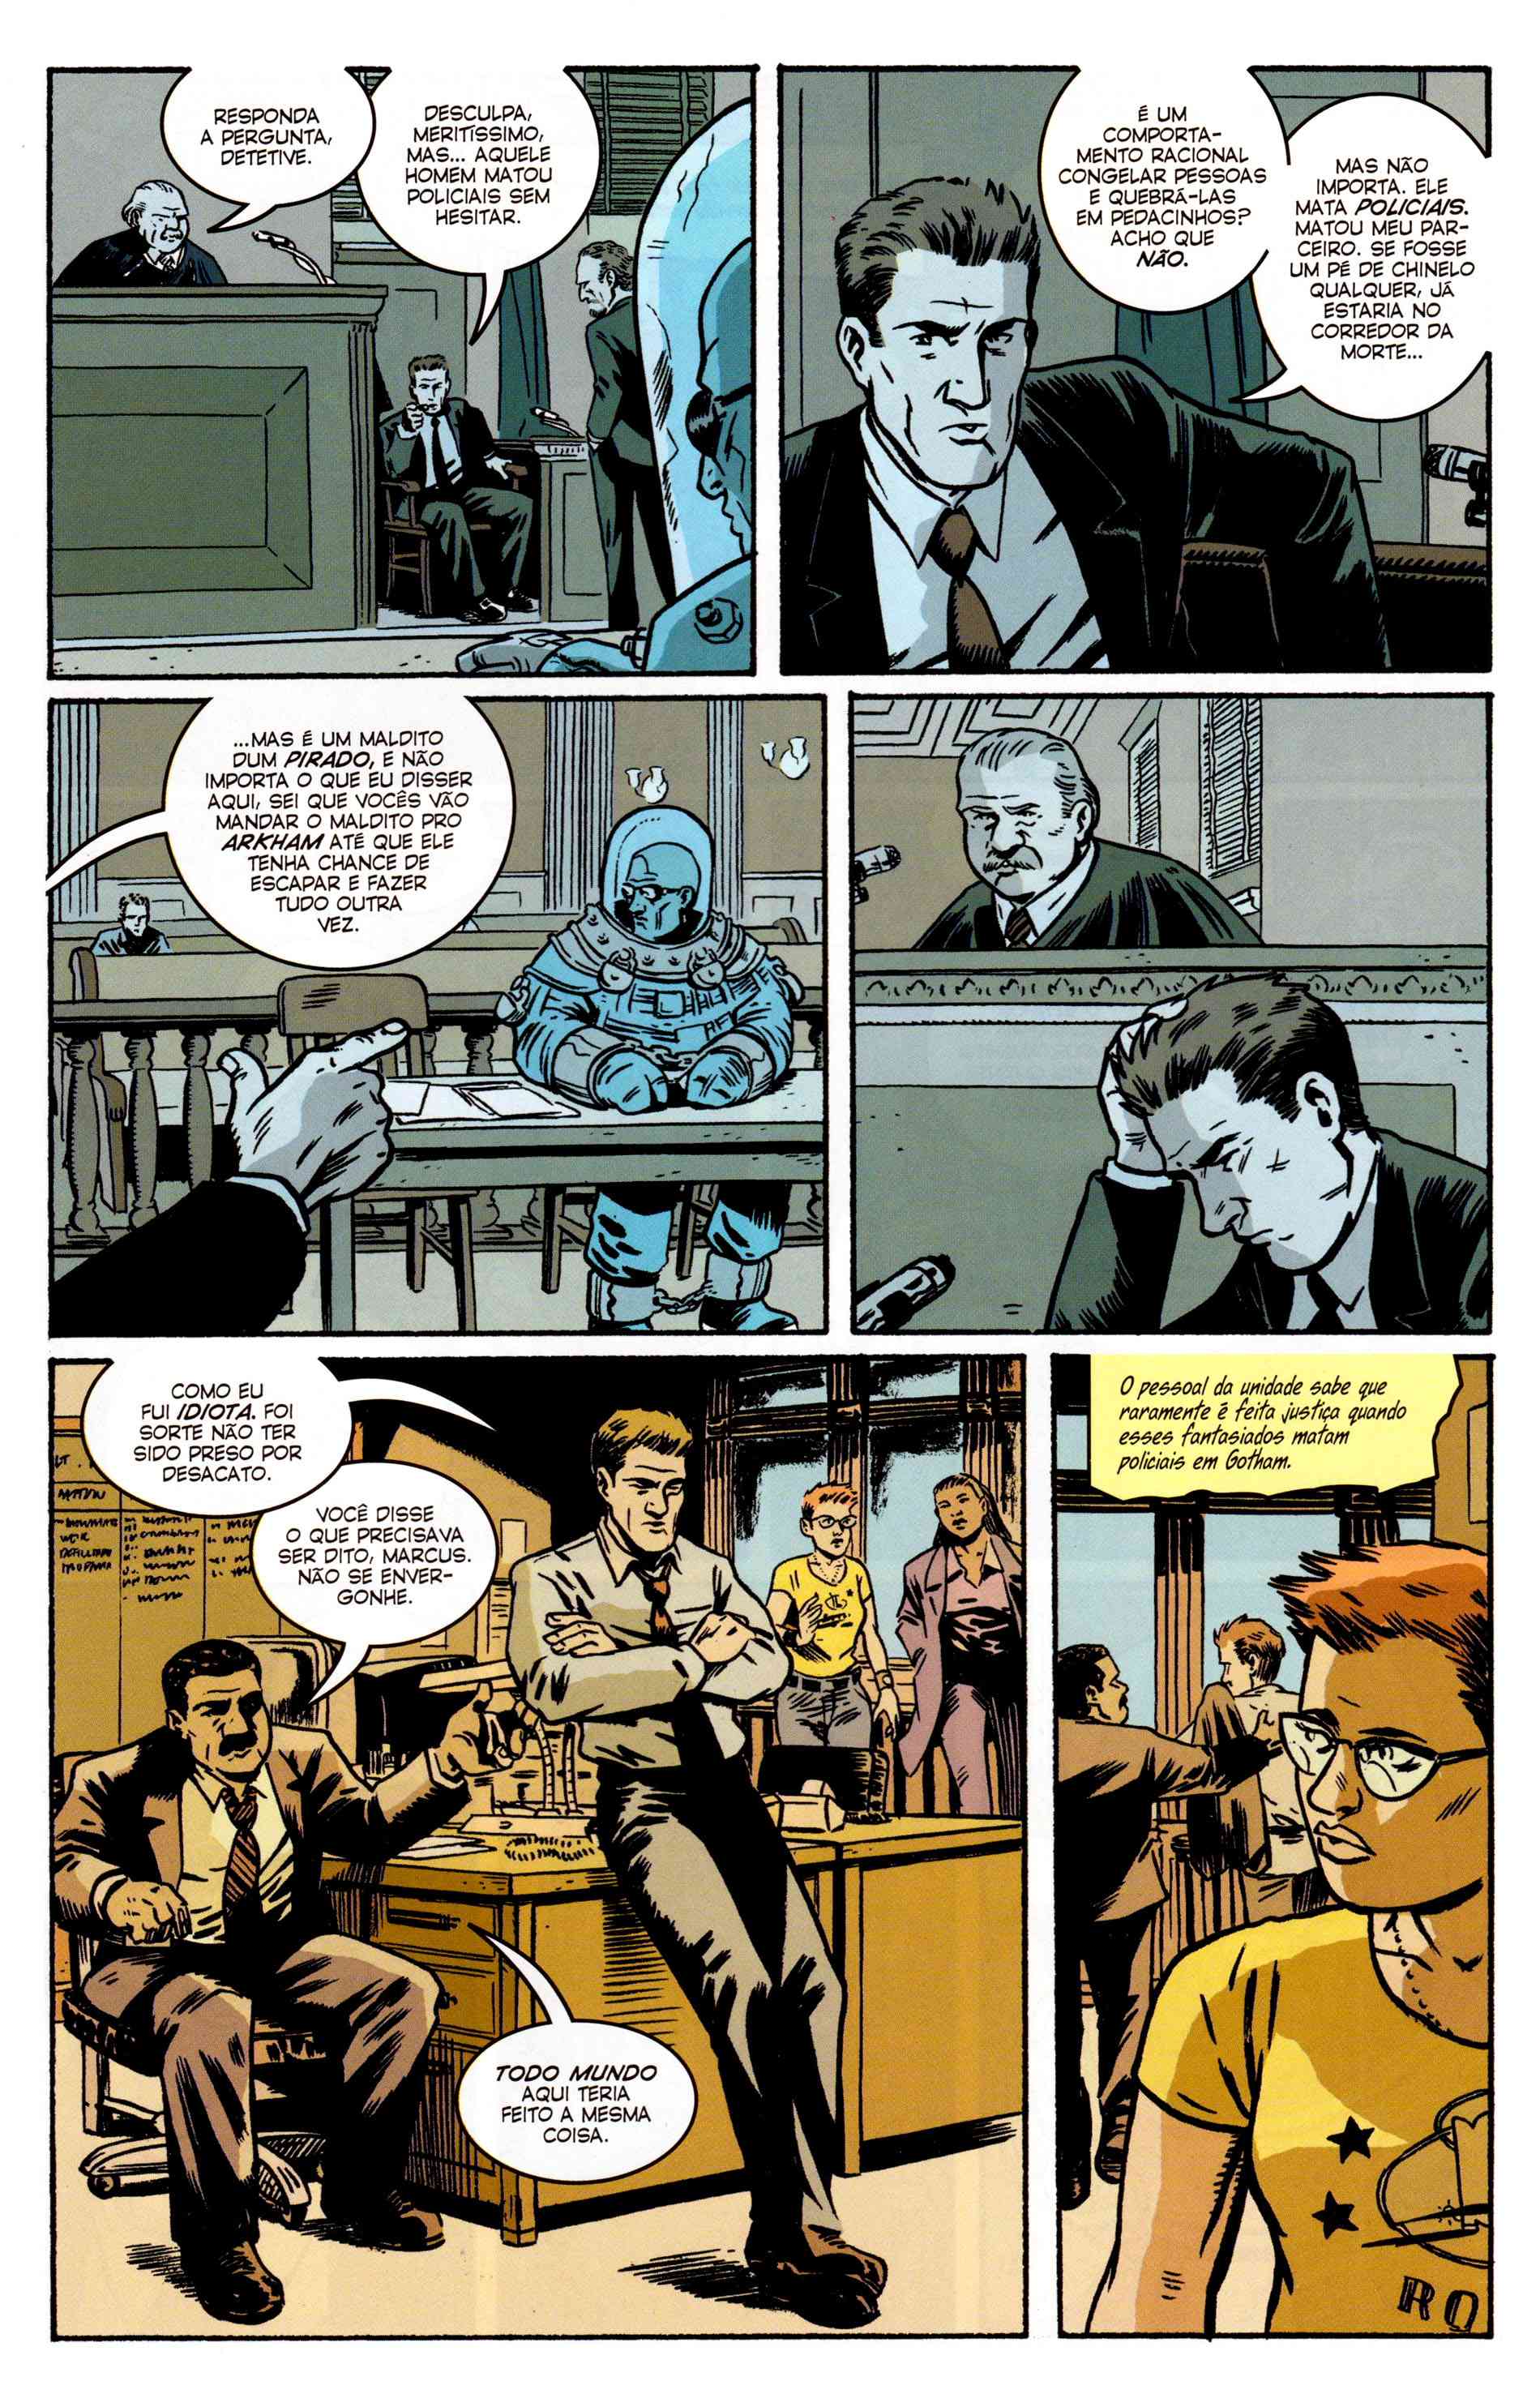 RESPONDA
A PERGUNTA,
DETETIVE.
DESCULPA,
MERITÍSSIMO,
MAS... AQUELE
HOMEM MATOU
POLICIAIS SEM
HESITAR.
É UM
COMPORTA-
MENTO RACIONAL
CONGELAR PESSOAS
E QUEBRÁ-LAS
EM PEDACINHOS?
ACHO QUE
NÃO.
MAS NÃO
IMPORTA. ELE
MATA POLICIAIS.
MATOU MEU PAR-
CEIRO. SE FOSSE
UM PÉ DE CHINELO
QUALQUER, JÁ
ESTARIA NO
CORREDOR DA
MORTE...
...MAS É UM MALDITO
DUM PIRADO, E NÃO
IMPORTA O QUE EU DISSER
AQUI, SEI QUE VOCÊS VÃO
MANDAR O MALDITO PRO
ARKHAM ATÉ QUE ELE
TENHA CHANCE DE
ESCAPAR E FAZER
TUDO OUTRA
VEZ.
COMO EU
FUI IDIOTA. FOI
SORTE NÃO TER
SIDO PRESO POR
DESACATO.
VOCÊ DISSE
O QUE PRECISAVA
SER DITO, MARCUS.
NÃO SE ENVER-
GONHE.
TODO MUNDO
AQUI TERIA
FEITO A MESMA
COISA.
O pessoal da unidade sabe que
raramente é feita justiça quando
esses fantasiados matam
policiais em Gotham.
RO